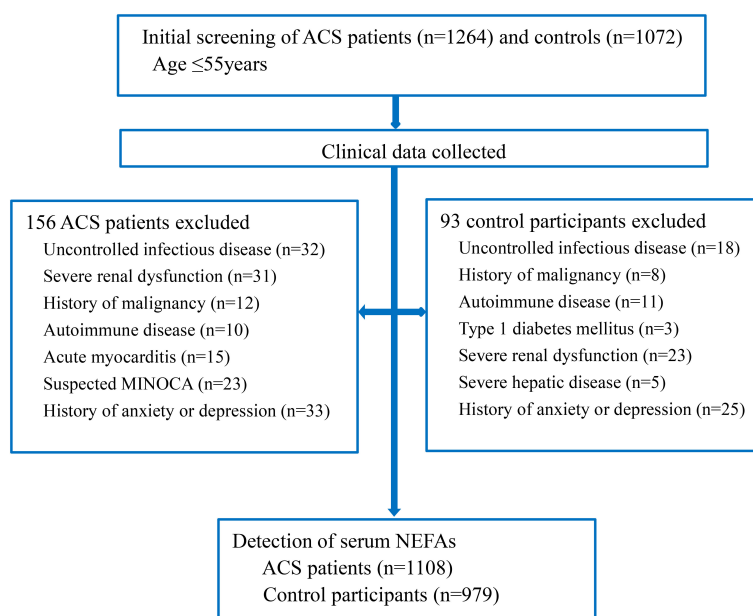 Initial screening of ACS patients (n=1264) and controls (n=1072)
Age ≤55years
Clinical data collected
156 ACS patients excluded
Uncontrolled infectious disease (n=32)
Severe renal dysfunction (n=31)
History of malignancy (n=12)
Autoimmune disease (n=10)
Acute myocarditis (n=15)
Suspected MINOCA (n=23)
History of anxiety or depression (n=33)
93 control participants excluded
Uncontrolled infectious disease (n=18)
History of malignancy (n=8)
Autoimmune disease (n=11)
Type 1 diabetes mellitus (n=3)
Severe renal dysfunction (n=23)
Severe hepatic disease (n=5)
History of anxiety or depression (n=25)
Detection of serum NEFAs
ACS patients (n=1108)
Control participants (n=979)